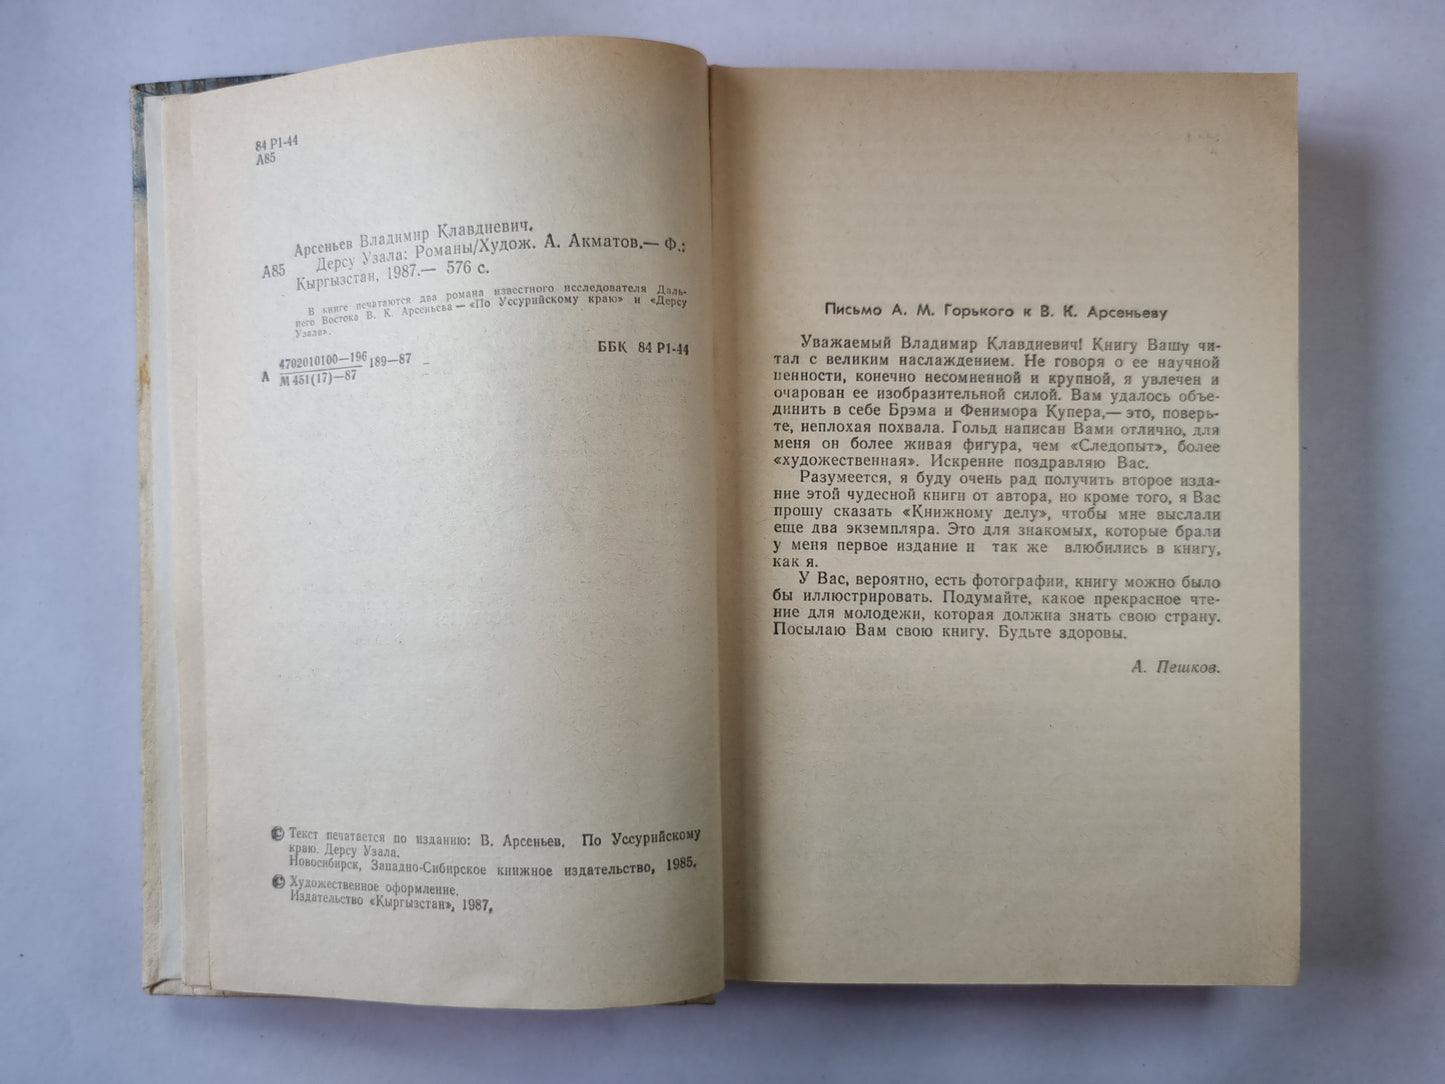 84 Р1-44
А85
Арсеньев Владимир Клавдиевич.
А85 Дерсу Узала: Романы/Худож. А. Акматов.— Ф.:
Кыргызстан, 1987.— 576 с.
В книге печатаются два романа известного исследователя Даль-
него Востока В. К. Арсеньева — «По Уссурийскому краю» и «Дерсу
Узала».
А 4702010100—196 189—87
М 451(17)—87
ББК 84 Р1-44
© Текст печатается по изданию: В. Арсеньев. По Уссурийскому
краю. Дерсу Узала.
Новосибирск, Западно-Сибирское книжное издательство, 1985.
© Художественное оформление.
Издательство «Кыргызстан», 1987.
Письмо А. М. Горького к В. К. Арсеньеву
Уважаемый Владимир Клавдиевич! Книгу Вашу чи-
тал с великим наслаждением. Не говоря о ее научной
ценности, конечно несомненной и крупной, я увлечен и
очарован ее изобразительной силой. Вам удалось объе-
динить в себе Брэма и Фенимора Купера,— это, поверь-
те, неплохая похвала. Гольд написан Вами отлично, для
меня он более живая фигура, чем «Следопыт», более
«художественная». Искренне поздравляю Вас.
Разумеется, я буду очень рад получить второе изда-
ние этой чудесной книги от автора, но кроме того, я Вас
прошу сказать «Книжному делу», чтобы мне выслали
еще два экземпляра. Это для знакомых, которые брали
у меня первое издание и так же влюбились в книгу,
как я.
У Вас, вероятно, есть фотографии, книгу можно было
бы иллюстрировать. Подумайте, какое прекрасное чте-
ние для молодежи, которая должна знать свою страну.
Посылаю Вам свою книгу. Будьте здоровы.
А. Пешков.